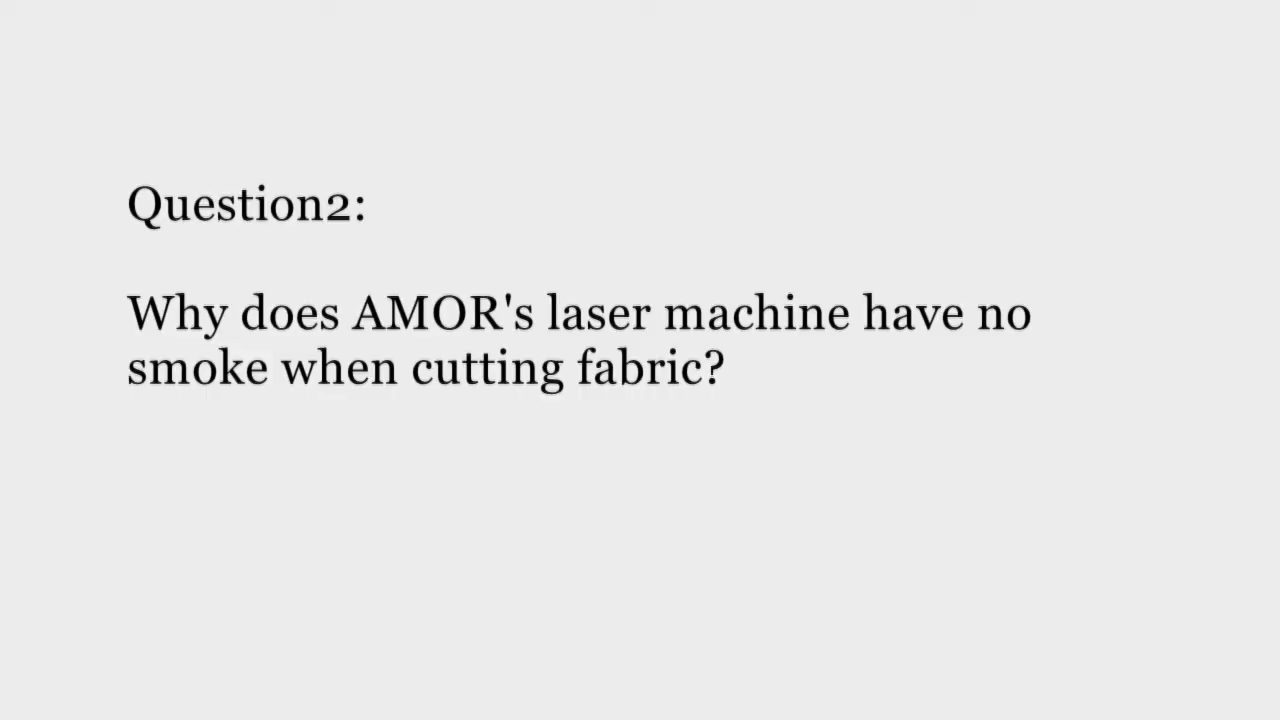 Question2:
Why does AMOR's laser machine have no
smoke when cutting fabric?